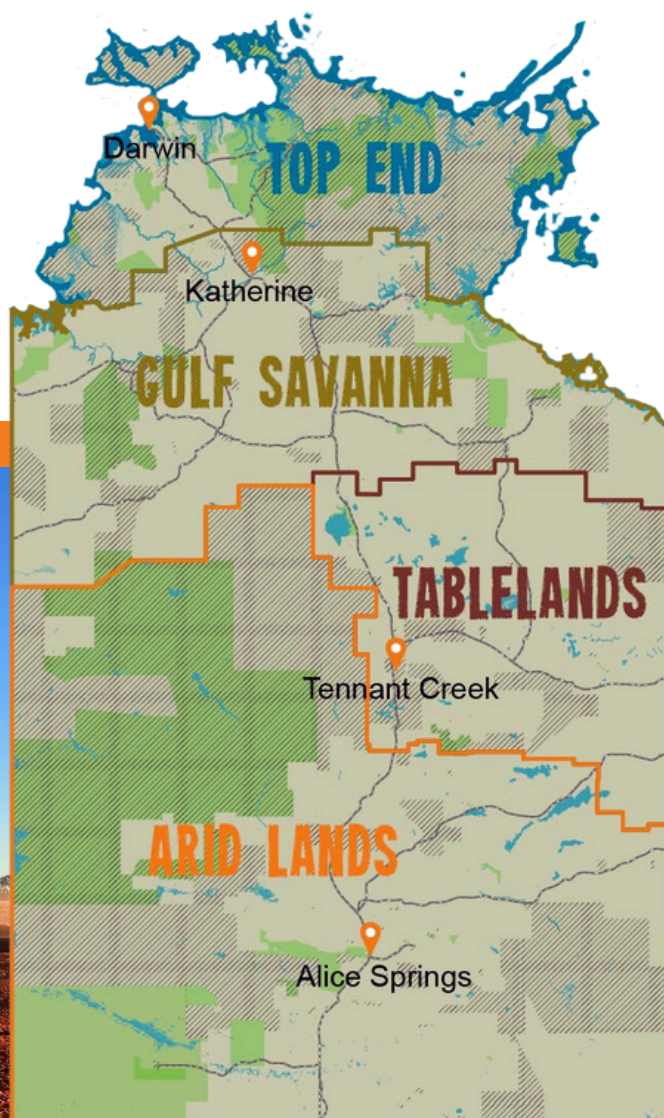 Darwin
TOP END
Katherine
GULF SAVANNA
TABLELANDS
Tennant Creek
ARID LANDS
Alice Springs